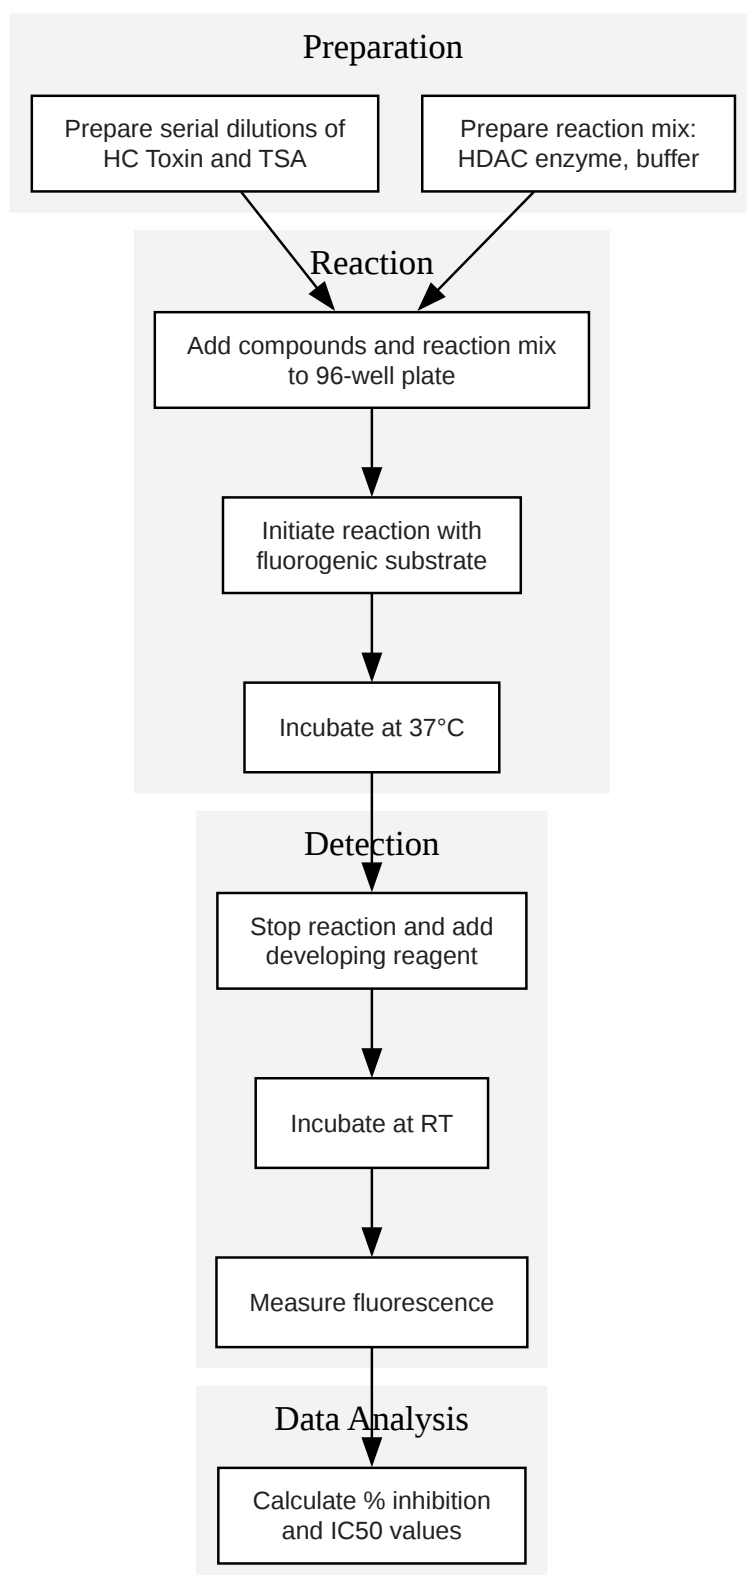 Preparation
Prepare serial dilutions of
HC Toxin and TSA
Prepare reaction mix:
HDAC enzyme, buffer
Reaction
Add compounds and reaction mix
to 96-well plate
Initiate reaction with
fluorogenic substrate
Incubate at 37°C
Detection
Stop reaction and add
developing reagent
Incubate at RT
Measure fluorescence
Data Analysis
Calculate % inhibition
and IC50 values